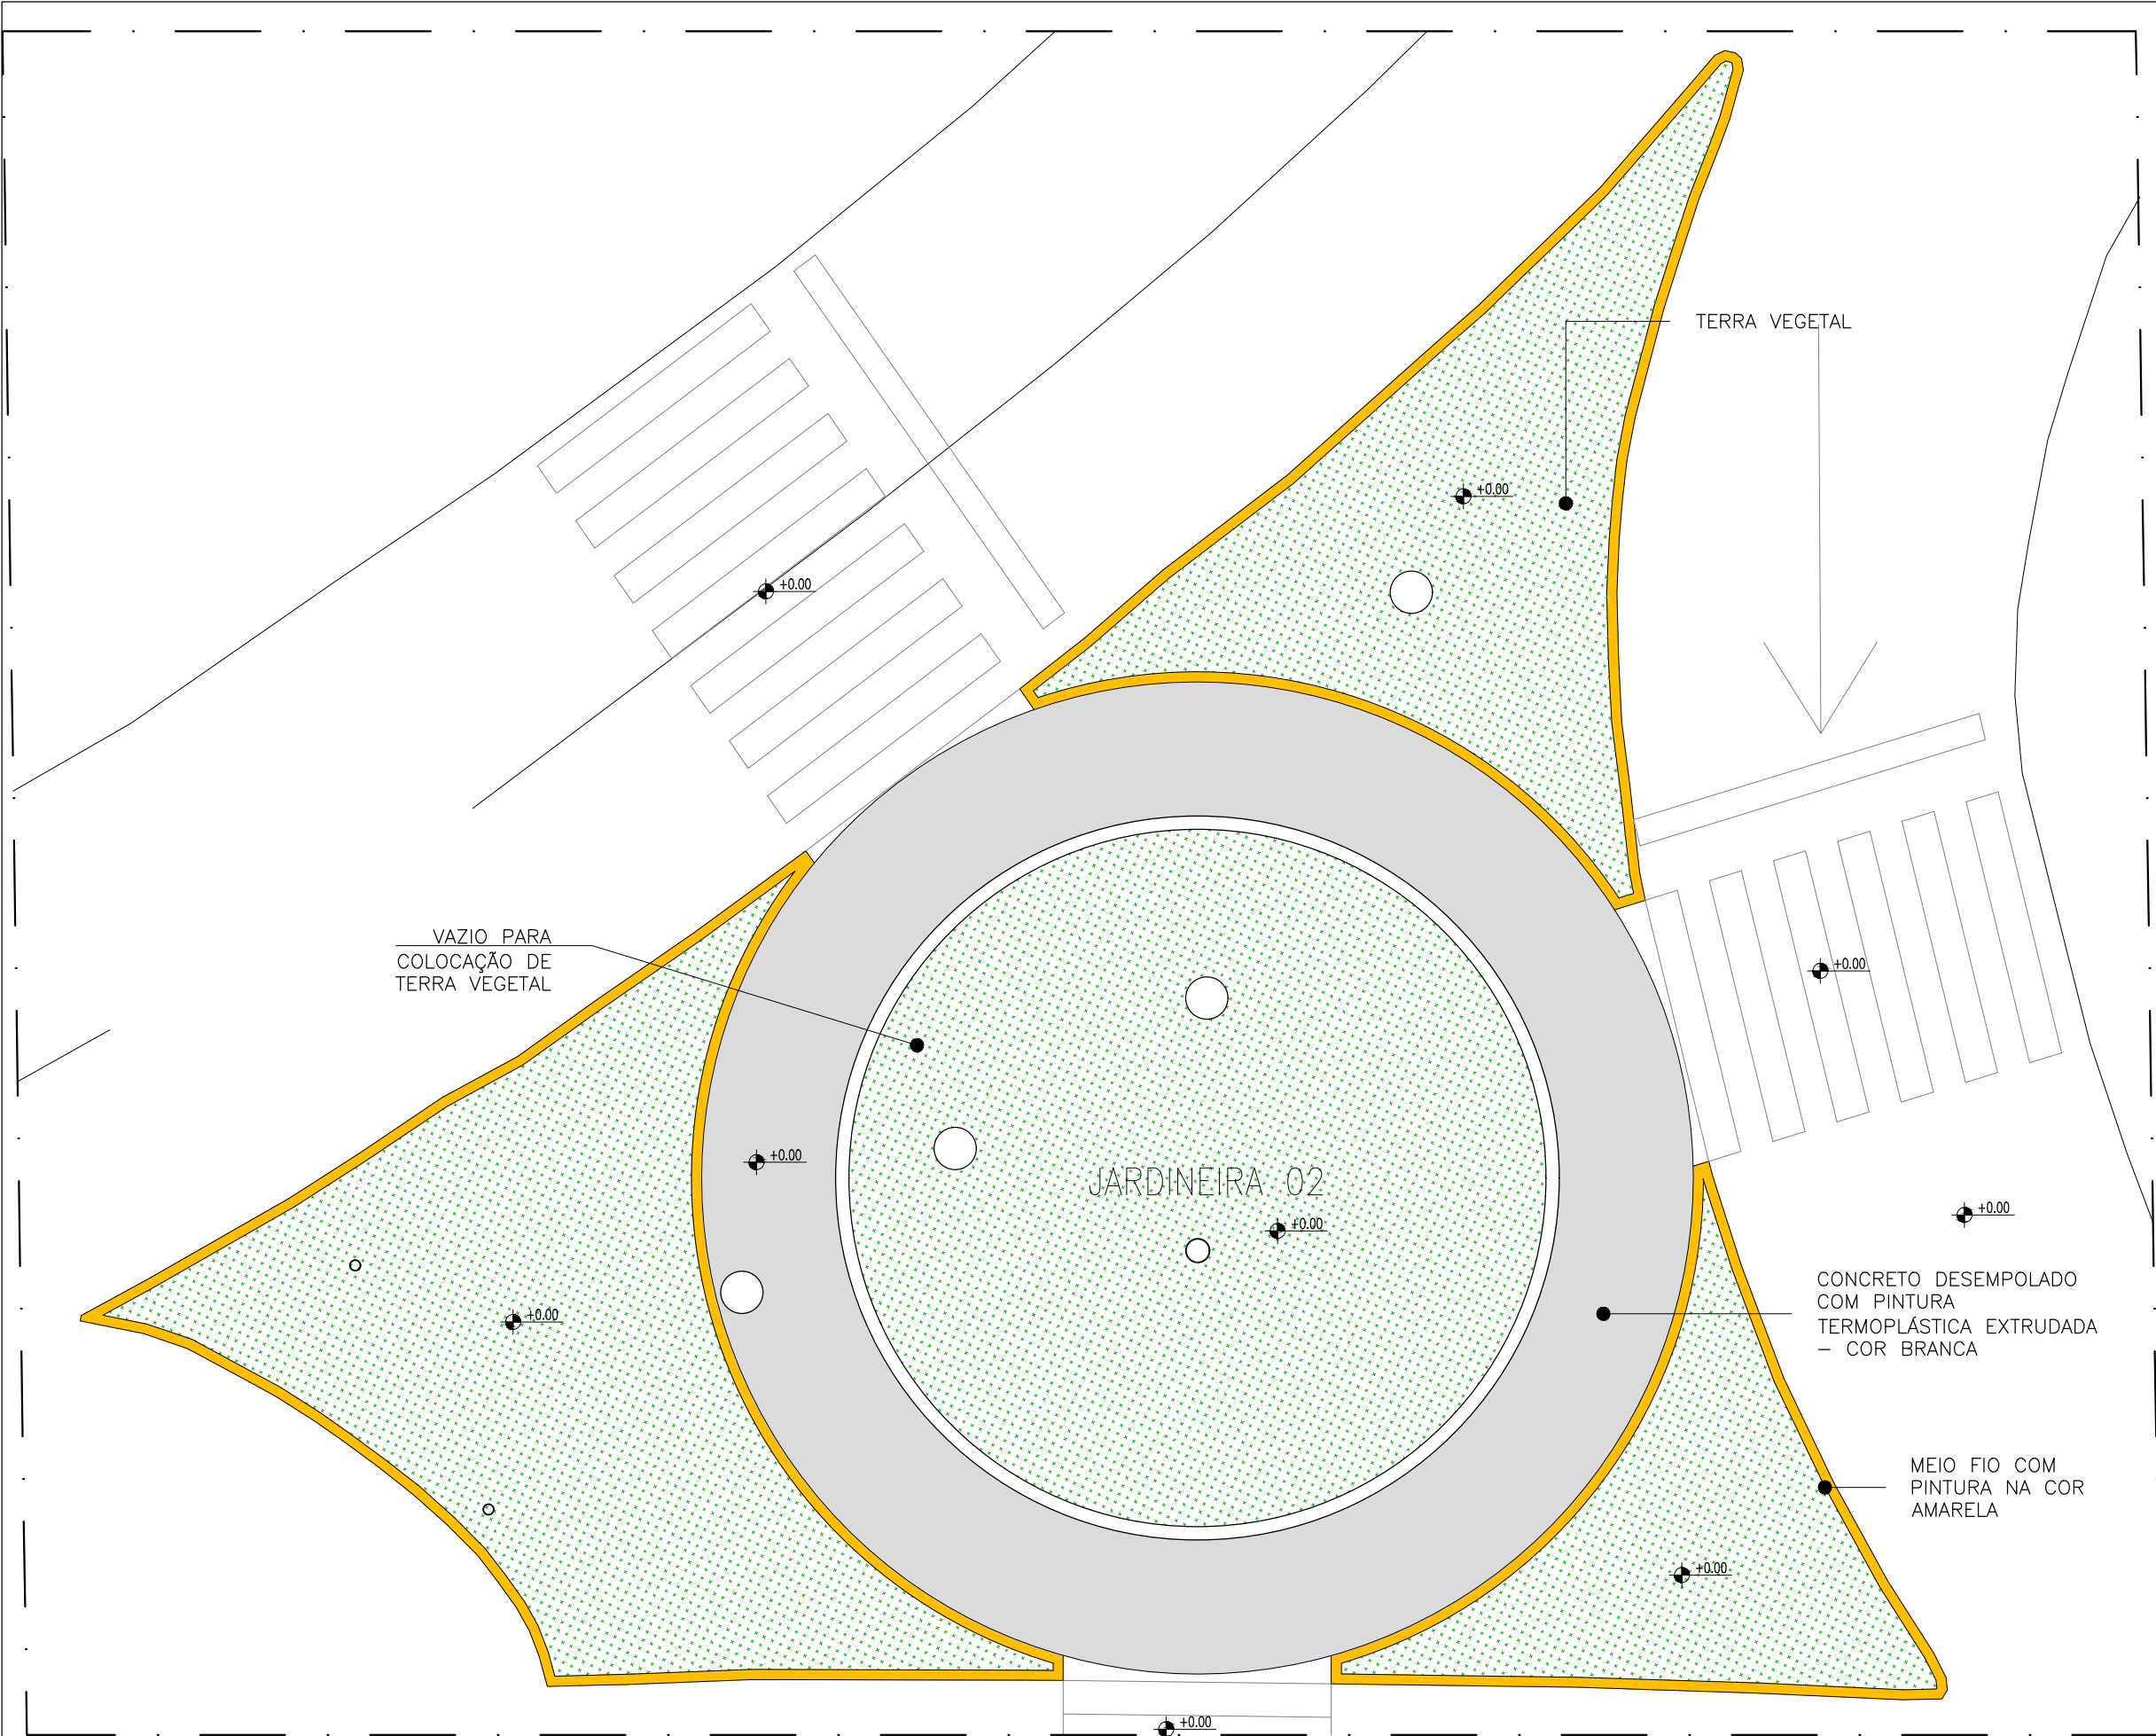 TERRA VEGETAL
+0.00
+0.00
VAZIO PARA
COLOCAÇÃO DE
TERRA VEGETAL
+0.00
+0.00
JARDINEIRA 02
+0.00
+0.00
CONCRETO DESEMPOLADO
COM PINTURA
TERMOPLÁSTICA EXTRUDADA
– COR BRANCA
+0.00
MEIO FIO COM
PINTURA NA COR
AMARELA
+0.00
+0.00